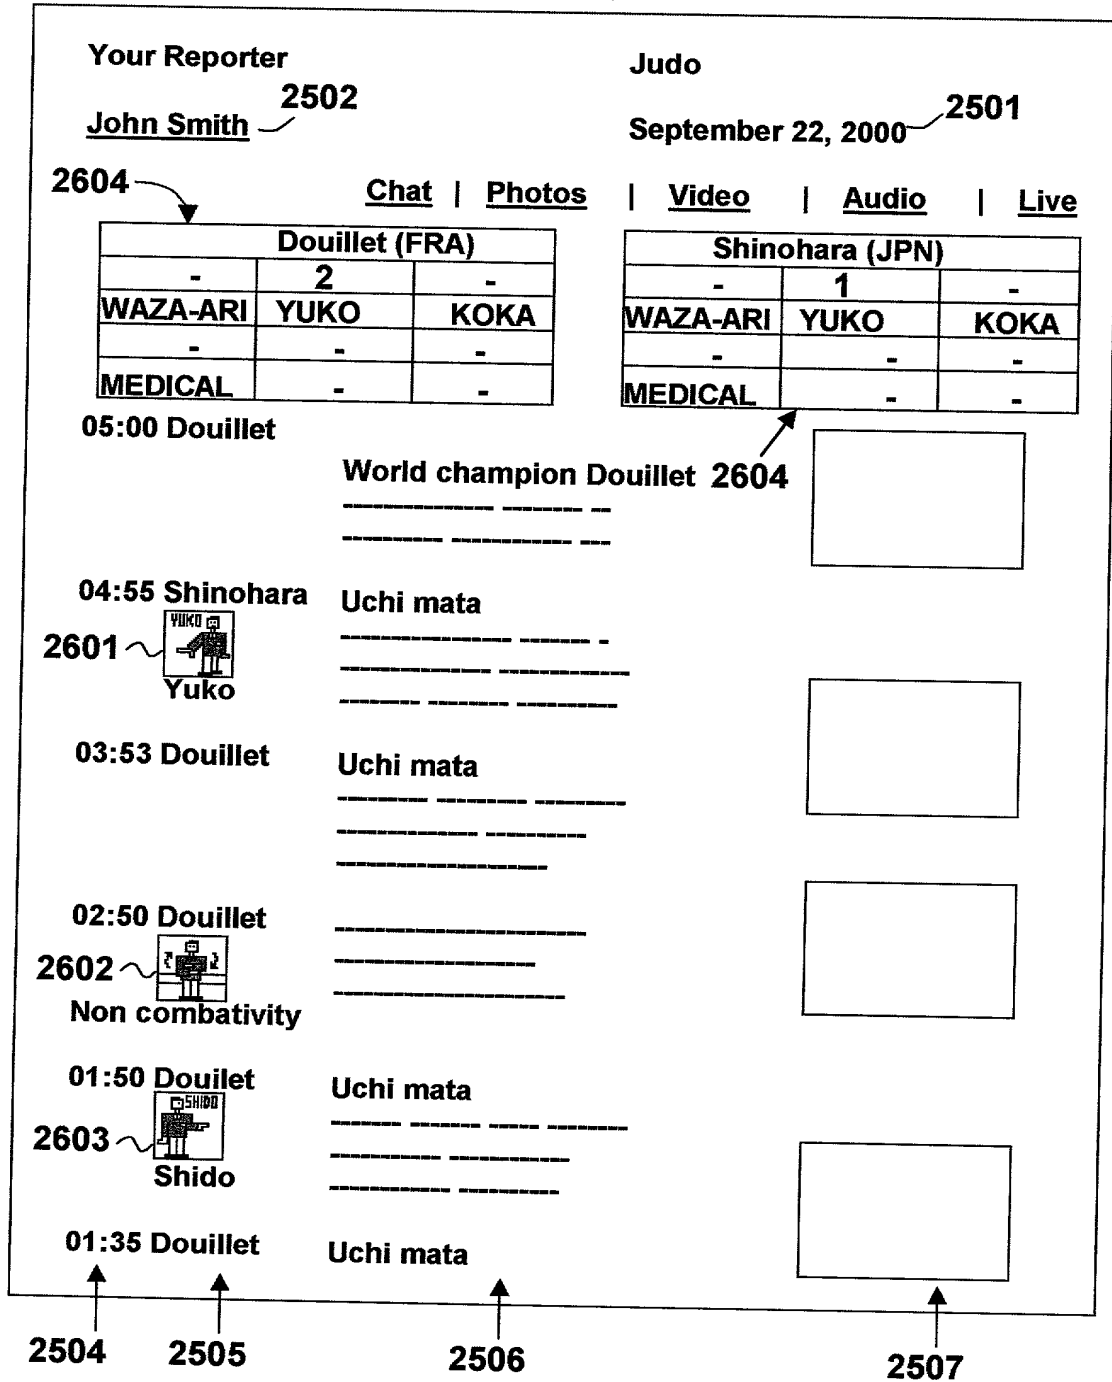 Your Reporter
Judo
2502
2501
John Smith
September 22, 2000
2604
Chat | Photos | Video | Audio | Live
Douillet (FRA)
- 2 -
WAZA-ARI YUKO KOKA
- - -
MEDICAL - -
Shinohara (JPN)
- 1 -
WAZA-ARI YUKO KOKA
- - -
MEDICAL - -
05:00 Douillet
World champion Douillet
2604
04:55 Shinohara
Uchi mata
YUKO
2601
Yuko
03:53 Douillet
Uchi mata
02:50 Douillet
2602
Non combativity
01:50 Douilet
Uchi mata
SHIDO
2603
Shido
01:35 Douillet
Uchi mata
2504
2505
2506
2507